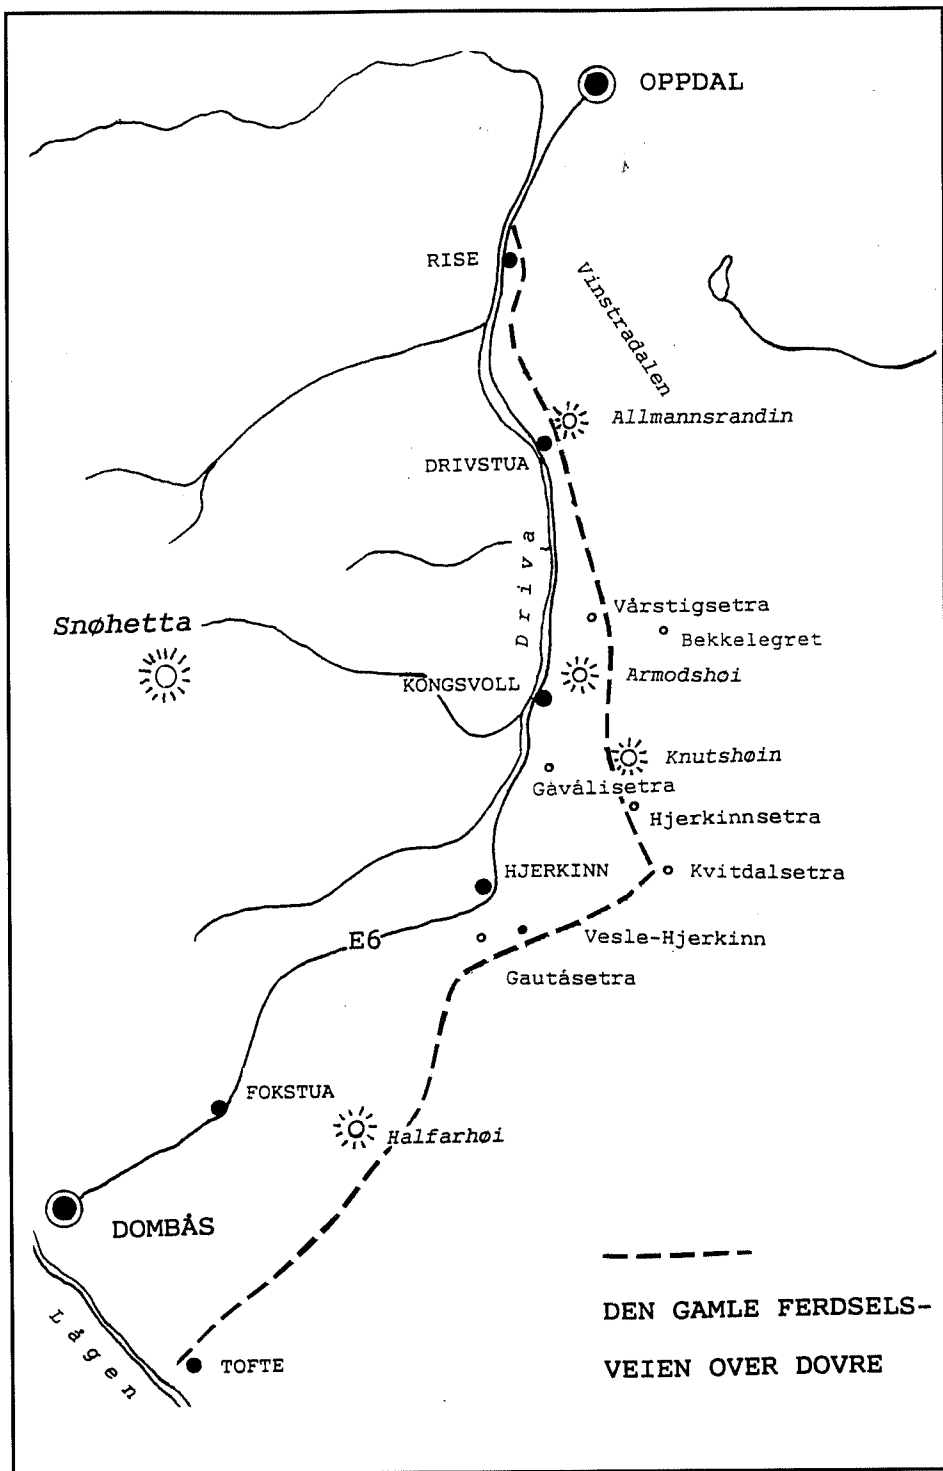 OPPDAL
RISE
Vinstradalen
Allmannsrandin
DRIVSTUA
Driva
Vårstigsetra
Snøhetta
Bekkelegret
Armodshøi
KONGSVOLL
Knutshøin
Gåvålisetra
Hjerkinnsetra
HJERKINN
Kvitdalsetra
E6
Vesle-Hjerkinn
Gautåsetra
FOKSTUA
Halfarhøi
DOMBÅS
Lågen
DEN GAMLE FERDSELS-
VEIEN OVER DOVRE
TOFTE